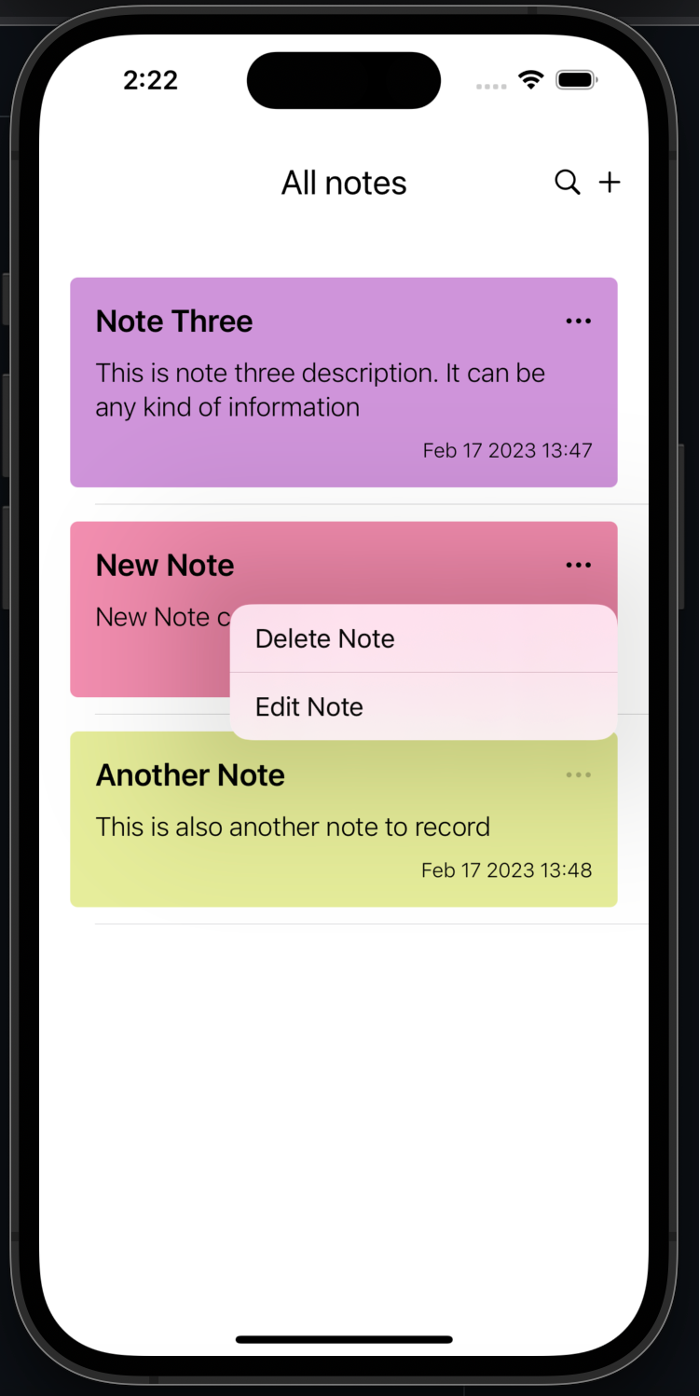 2:22
All notes
Note Three
This is note three description. It can be
any kind of information
Feb 17 2023 13:47
New Note
New Note
Delete Note
Edit Note
Another Note
This is also another note to record
Feb 17 2023 13:48